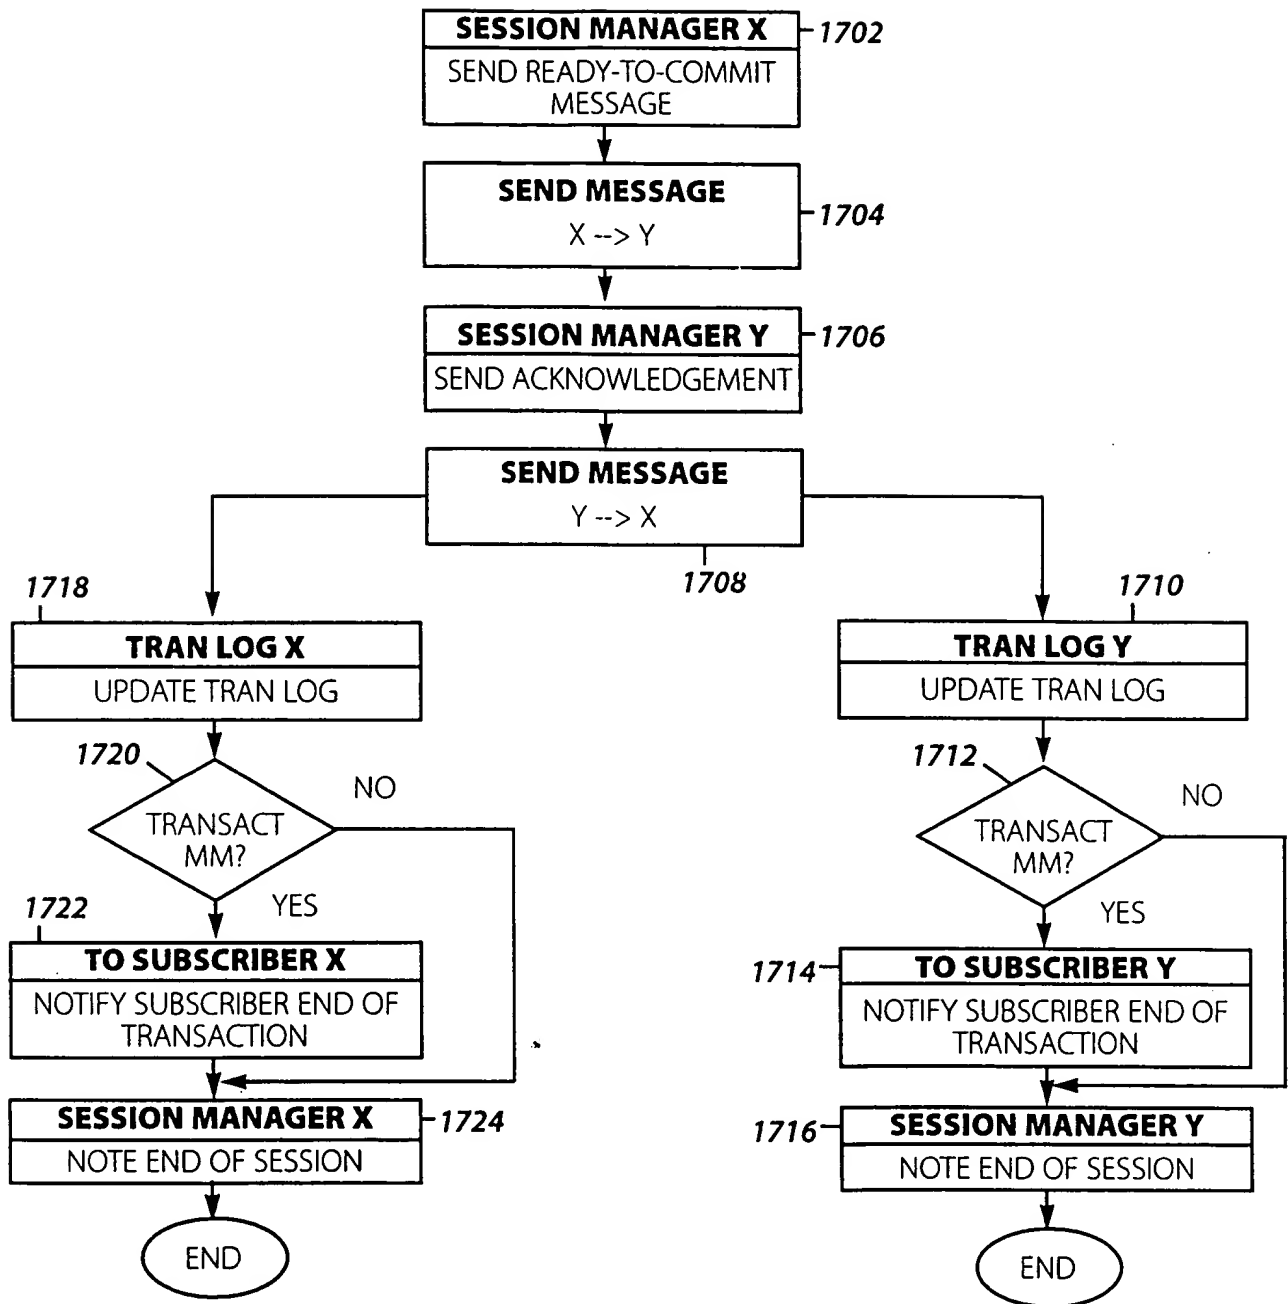 SESSION MANAGER X
1702
SEND READY-TO-COMMIT
MESSAGE
SEND MESSAGE
1704
X --> Y
SESSION MANAGER Y
1706
SEND ACKNOWLEDGEMENT
SEND MESSAGE
Y --> X
1708
1718
TRAN LOG X
UPDATE TRAN LOG
1720
NO
TRANSACT
MM?
YES
1722
TO SUBSCRIBER X
NOTIFY SUBSCRIBER END OF
TRANSACTION
SESSION MANAGER X
1724
NOTE END OF SESSION
END
1710
TRAN LOG Y
UPDATE TRAN LOG
1712
NO
TRANSACT
MM?
YES
1714
TO SUBSCRIBER Y
NOTIFY SUBSCRIBER END OF
TRANSACTION
1716
SESSION MANAGER Y
NOTE END OF SESSION
END